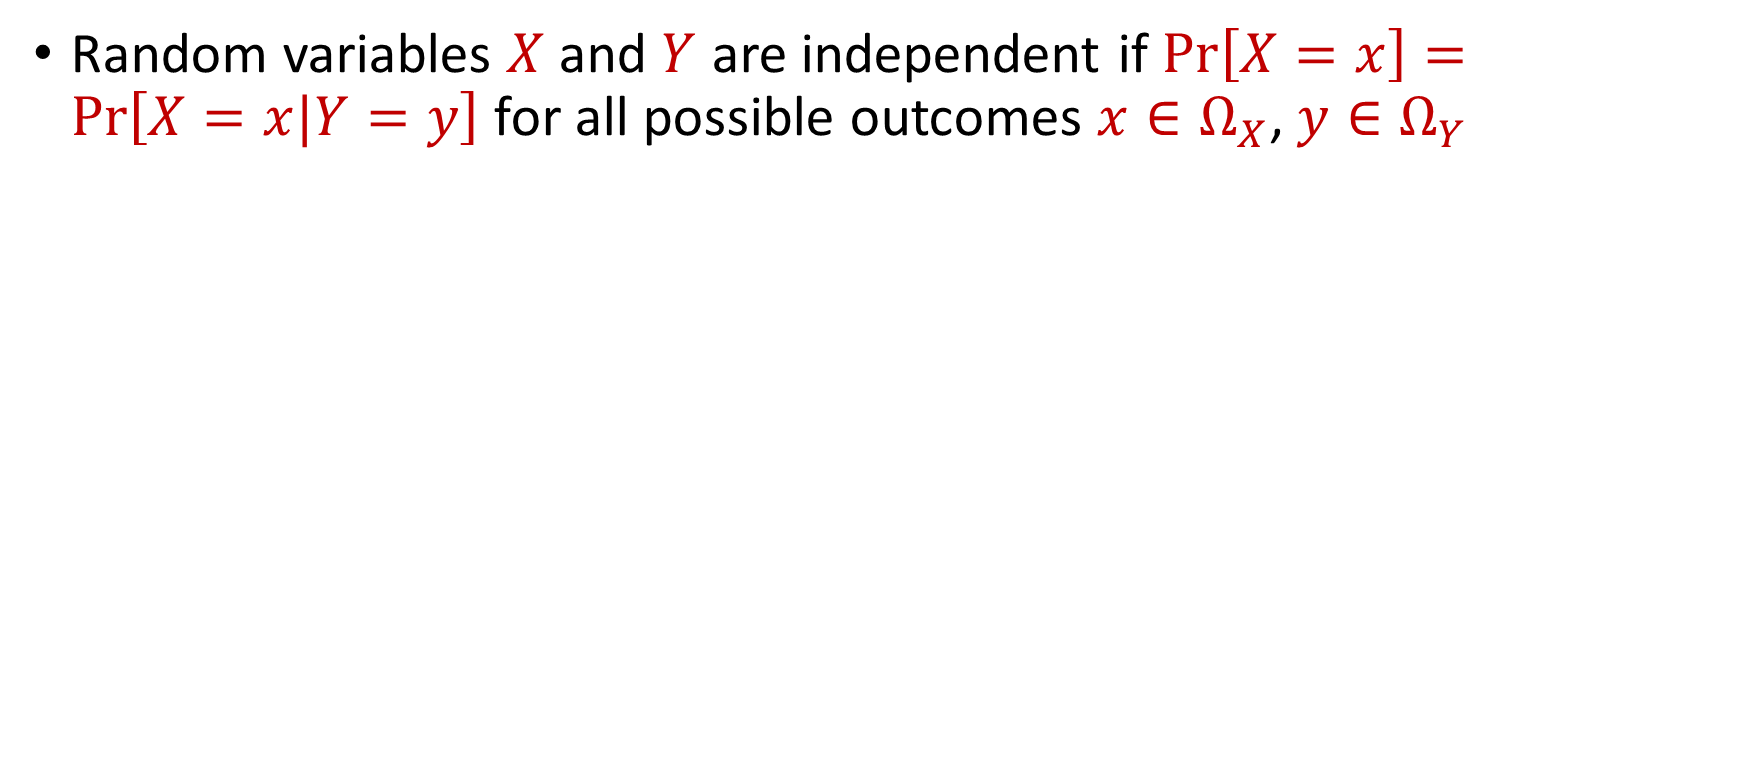 • Random variables X and Y are independent if Pr[X = x] =
Pr[X = x|Y = y] for all possible outcomes x ∈ Ω_X, y ∈ Ω_Y